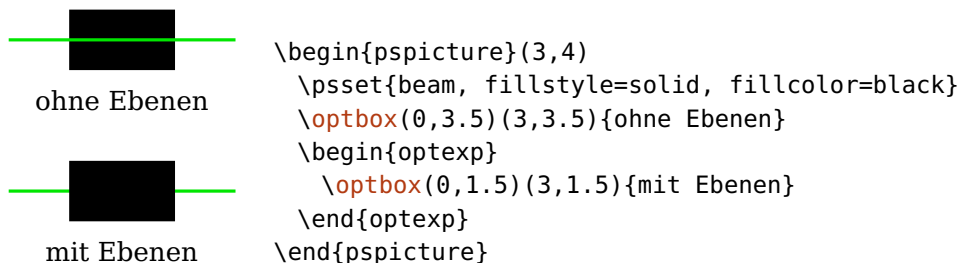 ohne Ebenen
mit Ebenen
\begin{pspicture}(3,4)
  \psset{beam, fillstyle=solid, fillcolor=black}
  \optbox(0,3.5)(3,3.5){ohne Ebenen}
  \begin{optexp}
    \optbox(0,1.5)(3,1.5){mit Ebenen}
  \end{optexp}
\end{pspicture}